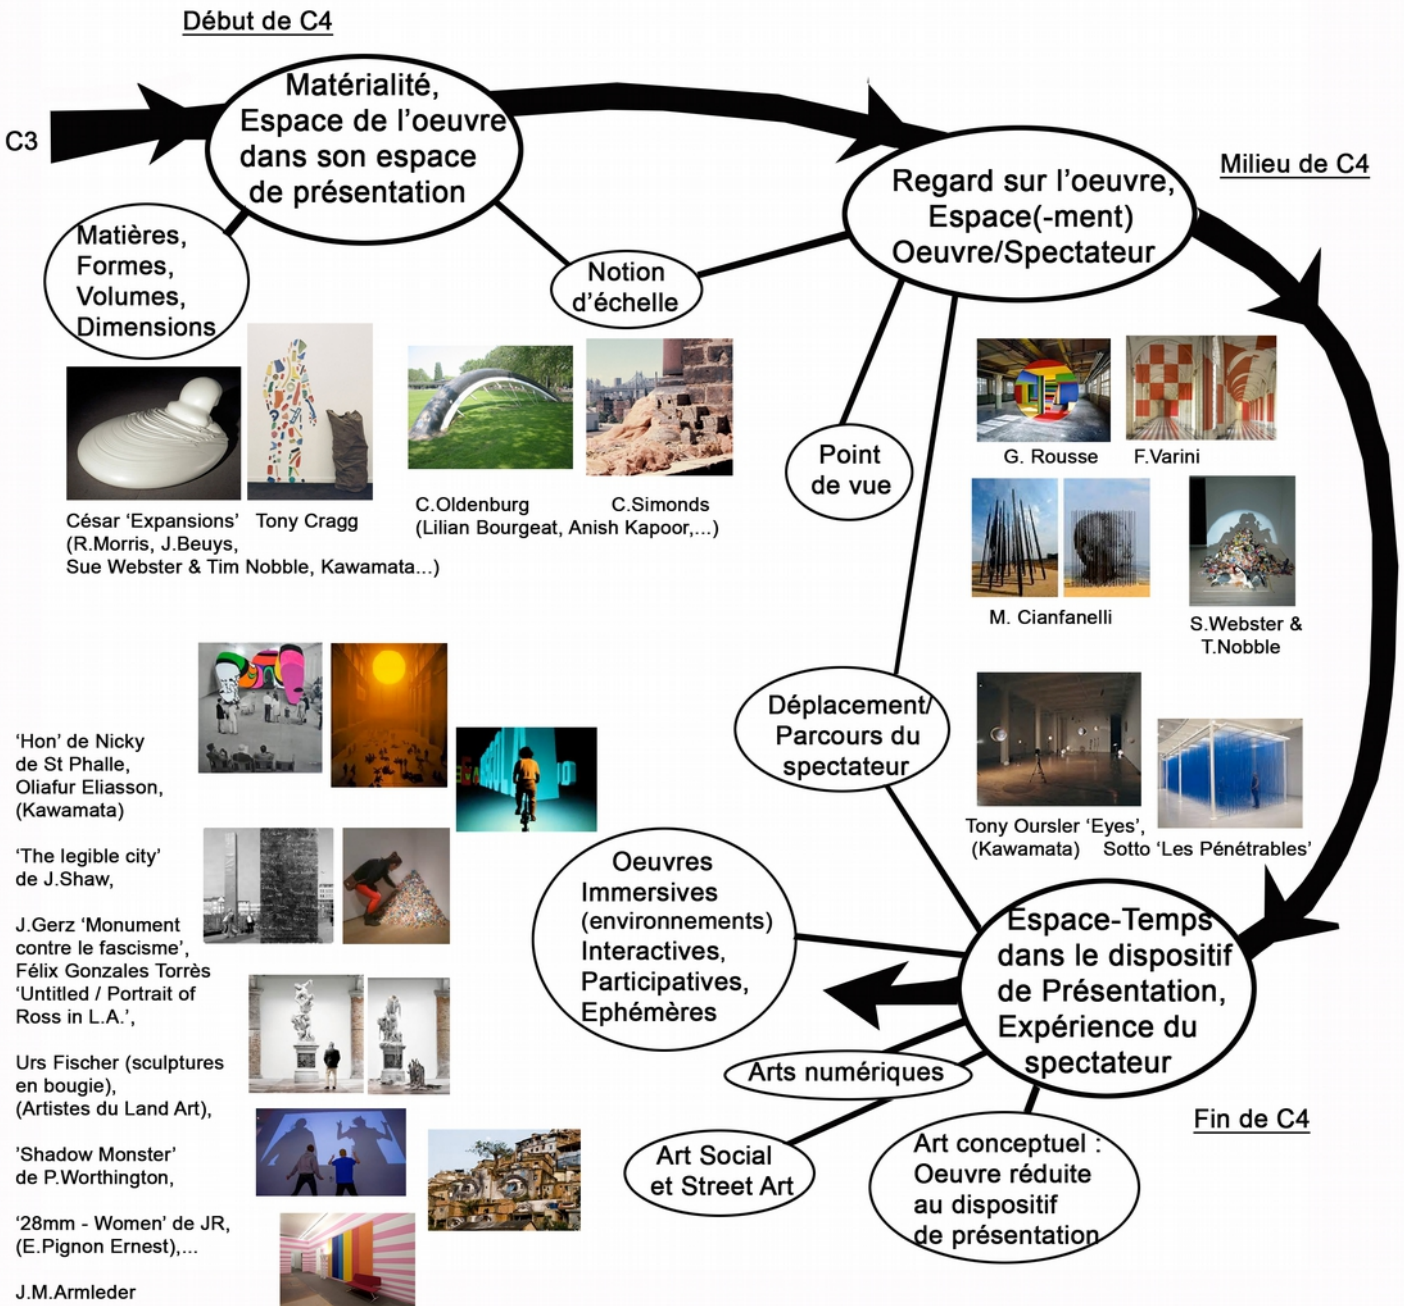 Début de C4
C3
Matérialité,
Espace de l'oeuvre
dans son espace
de présentation
Matières,
Formes,
Volumes,
Dimensions
Notion
d'échelle
Regard sur l'oeuvre,
Espace(-ment)
Oeuvre/Spectateur
Milieu de C4
César 'Expansions'
(R.Morris, J.Beuys,
Sue Webster & Tim Nobble, Kawamata...)
Tony Cragg
C.Oldenburg
C.Simonds
(Lilian Bourgeat, Anish Kapoor,...)
Point
de vue
G. Rousse
F.Varini
M. Cianfanelli
S.Webster &
T.Nobble
Déplacement/
Parcours du
spectateur
Tony Oursler 'Eyes',
(Kawamata)
Sotto 'Les Pénétrables'
Oeuvres
Immersives
(environnements)
Interactives,
Participatives,
Ephémères
Espace-Temps
dans le dispositif
de Présentation,
Expérience du
spectateur
Fin de C4
Arts numériques
Art Social
et Street Art
Art conceptuel :
Oeuvre réduite
au dispositif
de présentation
'Hon' de Nicky
de St Phalle,
Oliafur Eliasson,
(Kawamata)
'The legible city'
de J.Shaw,
J.Gerz 'Monument
contre le fascisme',
Félix Gonzales Torrès
'Untitled / Portrait of
Ross in L.A.',
Urs Fischer (sculptures
en bougie),
(Artistes du Land Art),
'Shadow Monster'
de P.Worthington,
'28mm - Women' de JR,
(E.Pignon Ernest),...
J.M.Armleder